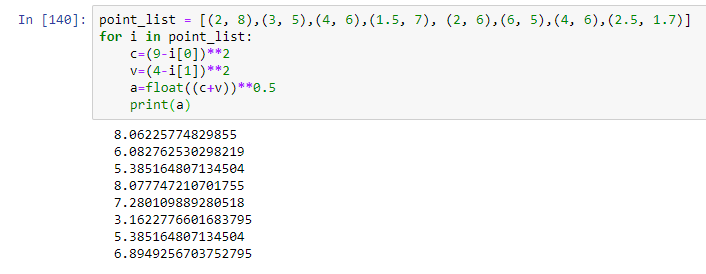 In [140]: point_list = [(2, 8),(3, 5),(4, 6),(1.5, 7), (2, 6),(6, 5),(4, 6),(2.5, 1.7)]
for i in point_list:
    c=(9-i[0])**2
    v=(4-i[1])**2
    a=float((c+v))**0.5
    print(a)
8.06225774829855
6.082762530298219
5.385164807134504
8.077747210701755
7.280109889280518
3.1622776601683795
5.385164807134504
6.8949256703752795